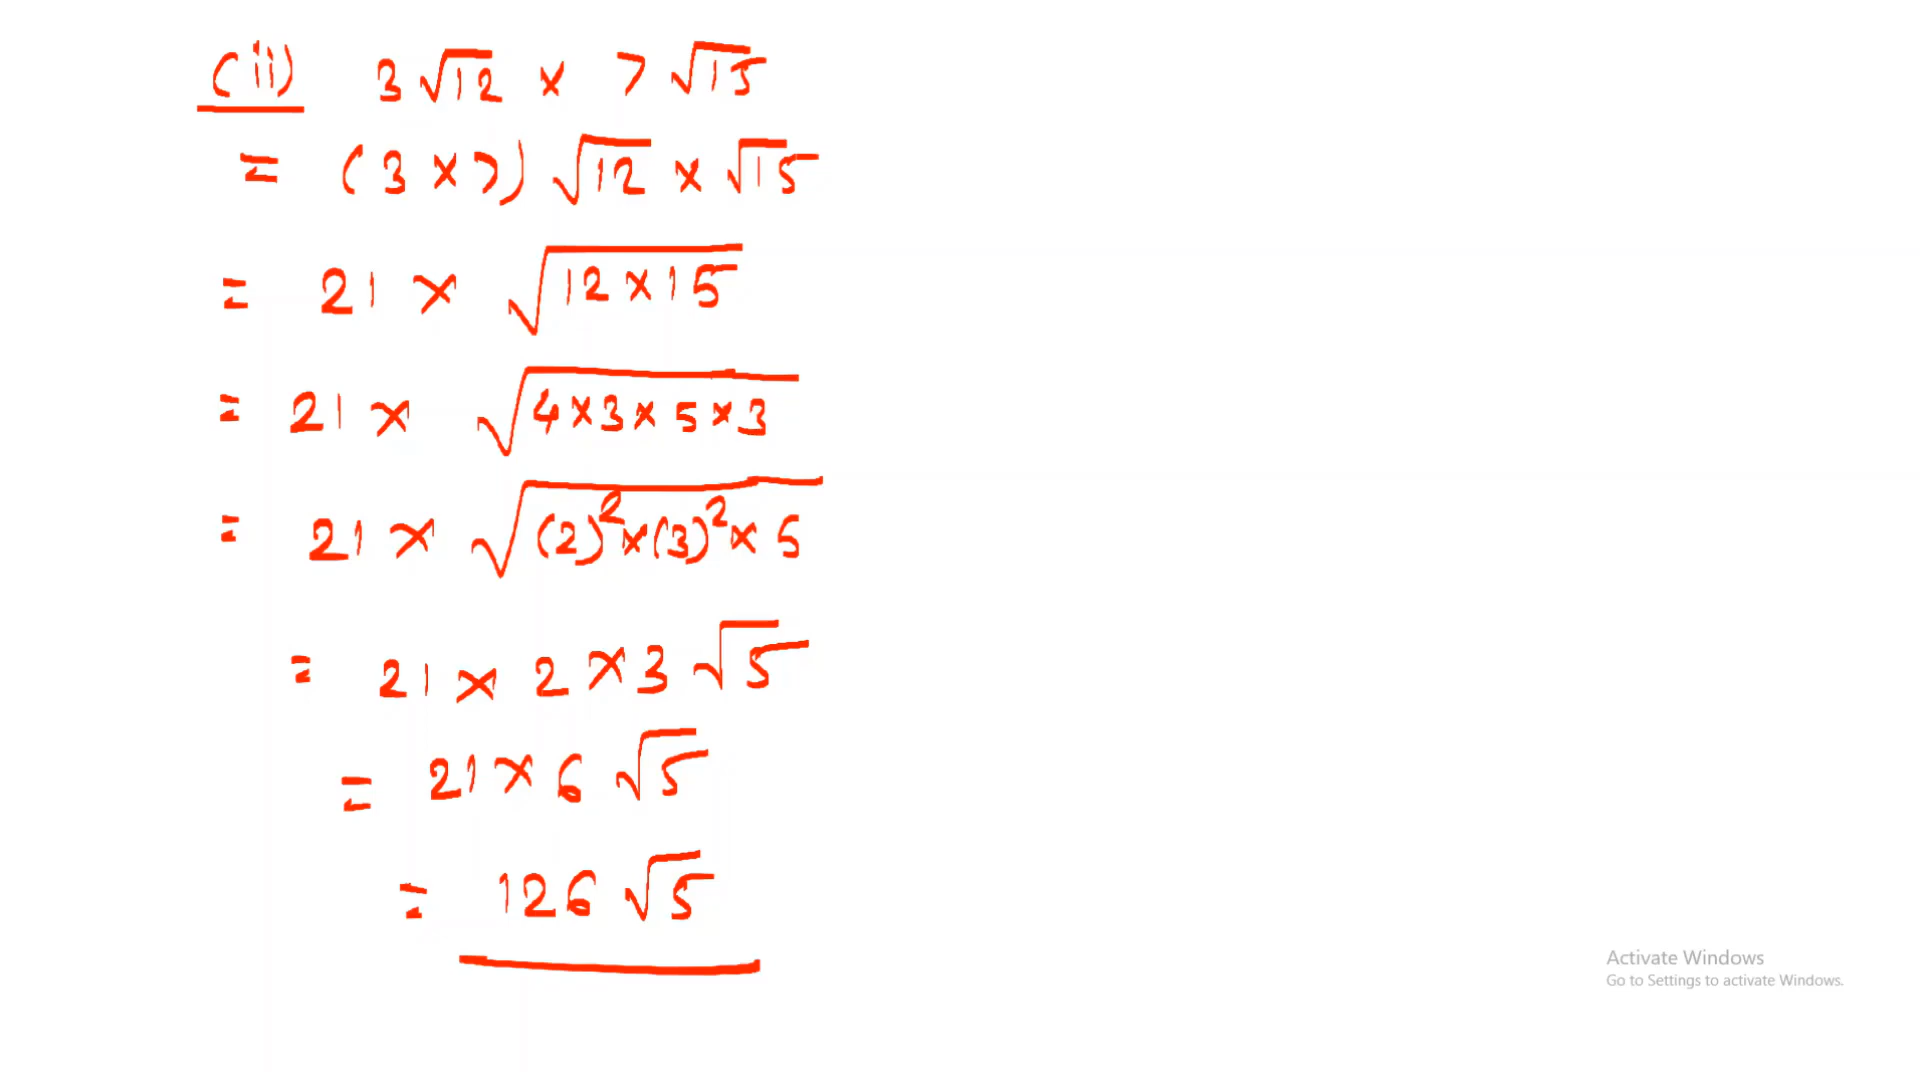 (ii) 3√12 × 7√15
= (3×7) √12 × √15
= 21 × √12×15
= 21 × √4×3×5×3
= 21 × √(2)²×(3)²×5
= 21 × 2 × 3 √5
= 21 × 6 √5
= 126 √5
Activate Windows
Go to Settings to activate Windows.